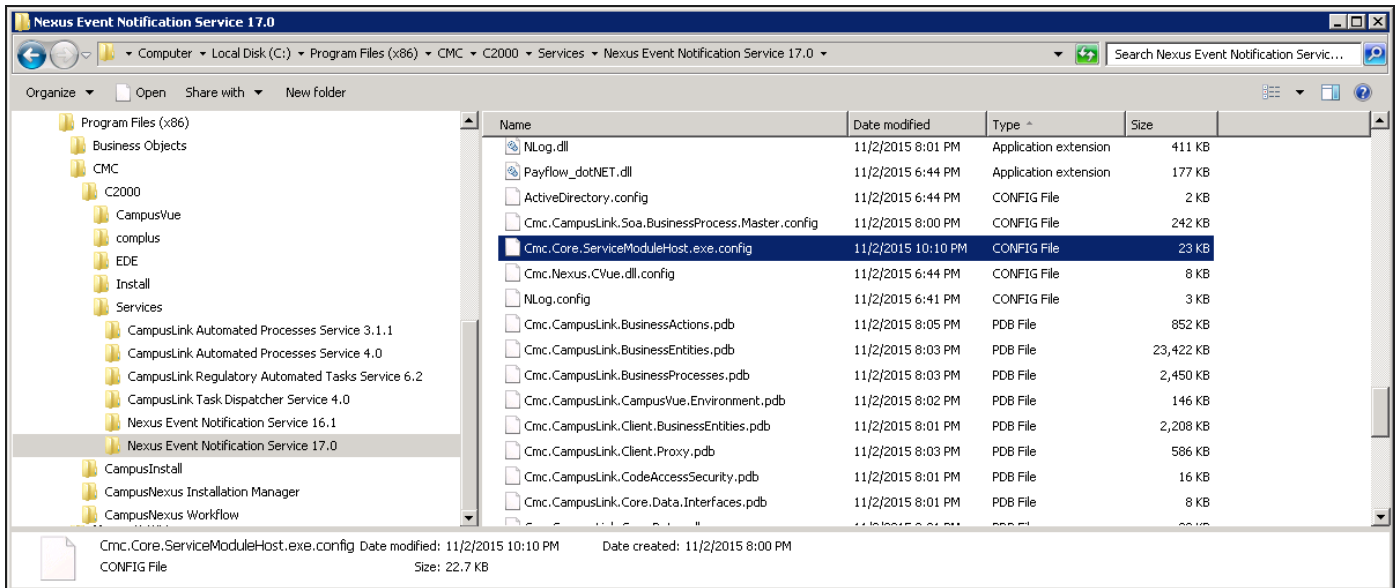 Nexus Event Notification Service 17.0
Computer Local Disk (C:) Program Files (x86) CMC C2000 Services Nexus Event Notification Service 17.0
Search Nexus Event Notification Servic...
Organize Open Share with New folder
Program Files (x86)
Business Objects
CMC
C2000
CampusVue
complus
EDE
Install
Services
CampusLink Automated Processes Service 3.1.1
CampusLink Automated Processes Service 4.0
CampusLink Regulatory Automated Tasks Service 6.2
CampusLink Task Dispatcher Service 4.0
Nexus Event Notification Service 16.1
Nexus Event Notification Service 17.0
CampusInstall
CampusNexus Installation Manager
CampusNexus Workflow
Name Date modified Type Size
NLog.dll 11/2/2015 8:01 PM Application extension 411 KB
Payflow_dotNET.dll 11/2/2015 6:44 PM Application extension 177 KB
ActiveDirectory.config 11/2/2015 6:44 PM CONFIG File 2 KB
Cmc.CampusLink.Soa.BusinessProcess.Master.config 11/2/2015 8:00 PM CONFIG File 242 KB
Cmc.Core.ServiceModuleHost.exe.config 11/2/2015 10:10 PM CONFIG File 23 KB
Cmc.Nexus.CVue.dll.config 11/2/2015 6:44 PM CONFIG File 8 KB
NLog.config 11/2/2015 6:41 PM CONFIG File 3 KB
Cmc.CampusLink.BusinessActions.pdb 11/2/2015 8:05 PM PDB File 852 KB
Cmc.CampusLink.BusinessEntities.pdb 11/2/2015 8:03 PM PDB File 23,422 KB
Cmc.CampusLink.BusinessProcesses.pdb 11/2/2015 8:03 PM PDB File 2,450 KB
Cmc.CampusLink.CampusVue.Environment.pdb 11/2/2015 8:02 PM PDB File 146 KB
Cmc.CampusLink.Client.BusinessEntities.pdb 11/2/2015 8:01 PM PDB File 2,208 KB
Cmc.CampusLink.Client.Proxy.pdb 11/2/2015 8:03 PM PDB File 586 KB
Cmc.CampusLink.CodeAccessSecurity.pdb 11/2/2015 8:01 PM PDB File 16 KB
Cmc.CampusLink.Core.Data.Interfaces.pdb 11/2/2015 8:01 PM PDB File 8 KB
Cmc.Core.ServiceModuleHost.exe.config Date modified: 11/2/2015 10:10 PM Date created: 11/2/2015 8:00 PM
CONFIG File Size: 22.7 KB